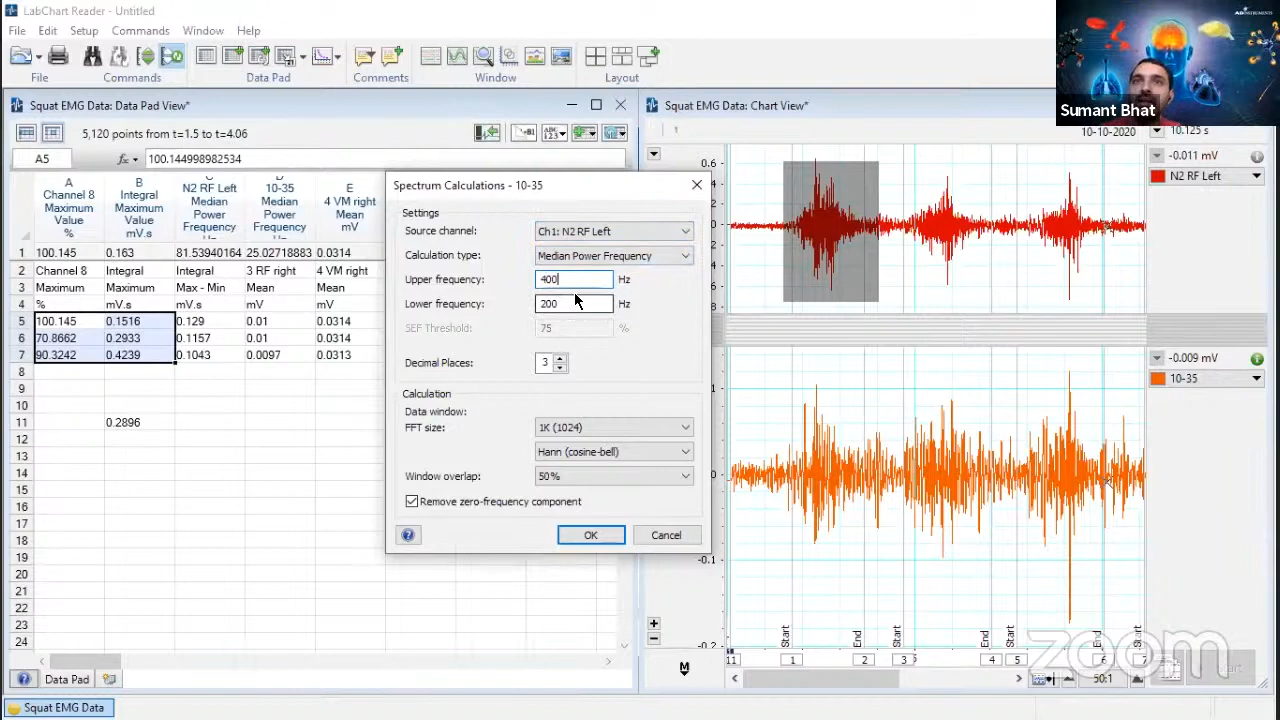 LabChart Reader - Untitled
File Edit Setup Commands Window Help
File Commands Data Pad Comments Window Layout
ADINSTRUMENTS
Sumant Bhat
Squat EMG Data: Data Pad View*
5,120 points from t=1.5 to t=4.06
A5 fx 100.144998982534
A B C D E
Channel 8 Maximum Value %
Integral Maximum Value mV.s
N2 RF Left Median Power Frequency
10-35 Median Power Frequency
4 VM right Mean mV
1 100.145 0.163 81.53940164 25.02718883 0.0314
2 Channel 8 Integral Integral 3 RF right 4 VM right
3 Maximum Maximum Max - Min Mean Mean
4 % mV.s mV.s mV mV
5 100.145 0.1516 0.129 0.01 0.0314
6 70.8662 0.2933 0.1157 0.01 0.0314
7 90.3242 0.4239 0.1043 0.0097 0.0313
8
9
10
11 0.2896
12
13
14
15
16
17
18
19
20
21
22
23
24
Data Pad
Spectrum Calculations - 10-35
Settings
Source channel: Ch1: N2 RF Left
Calculation type: Median Power Frequency
Upper frequency: 400 Hz
Lower frequency: 200 Hz
SEF Threshold: 75 %
Decimal Places: 3
Calculation
Data window:
FFT size: 1K (1024)
Hann (cosine-bell)
Window overlap: 50%
Remove zero-frequency component
OK Cancel
Squat EMG Data: Chart View*
10-10-2020 10.125 s
-0.011 mV
N2 RF Left
0.6
-0.009 mV
10-35
0
-0.1
-0.2
Start End Start End Start End
11 1 2 3 4 5 6 7
M 50:1
zoom
Squat EMG Data